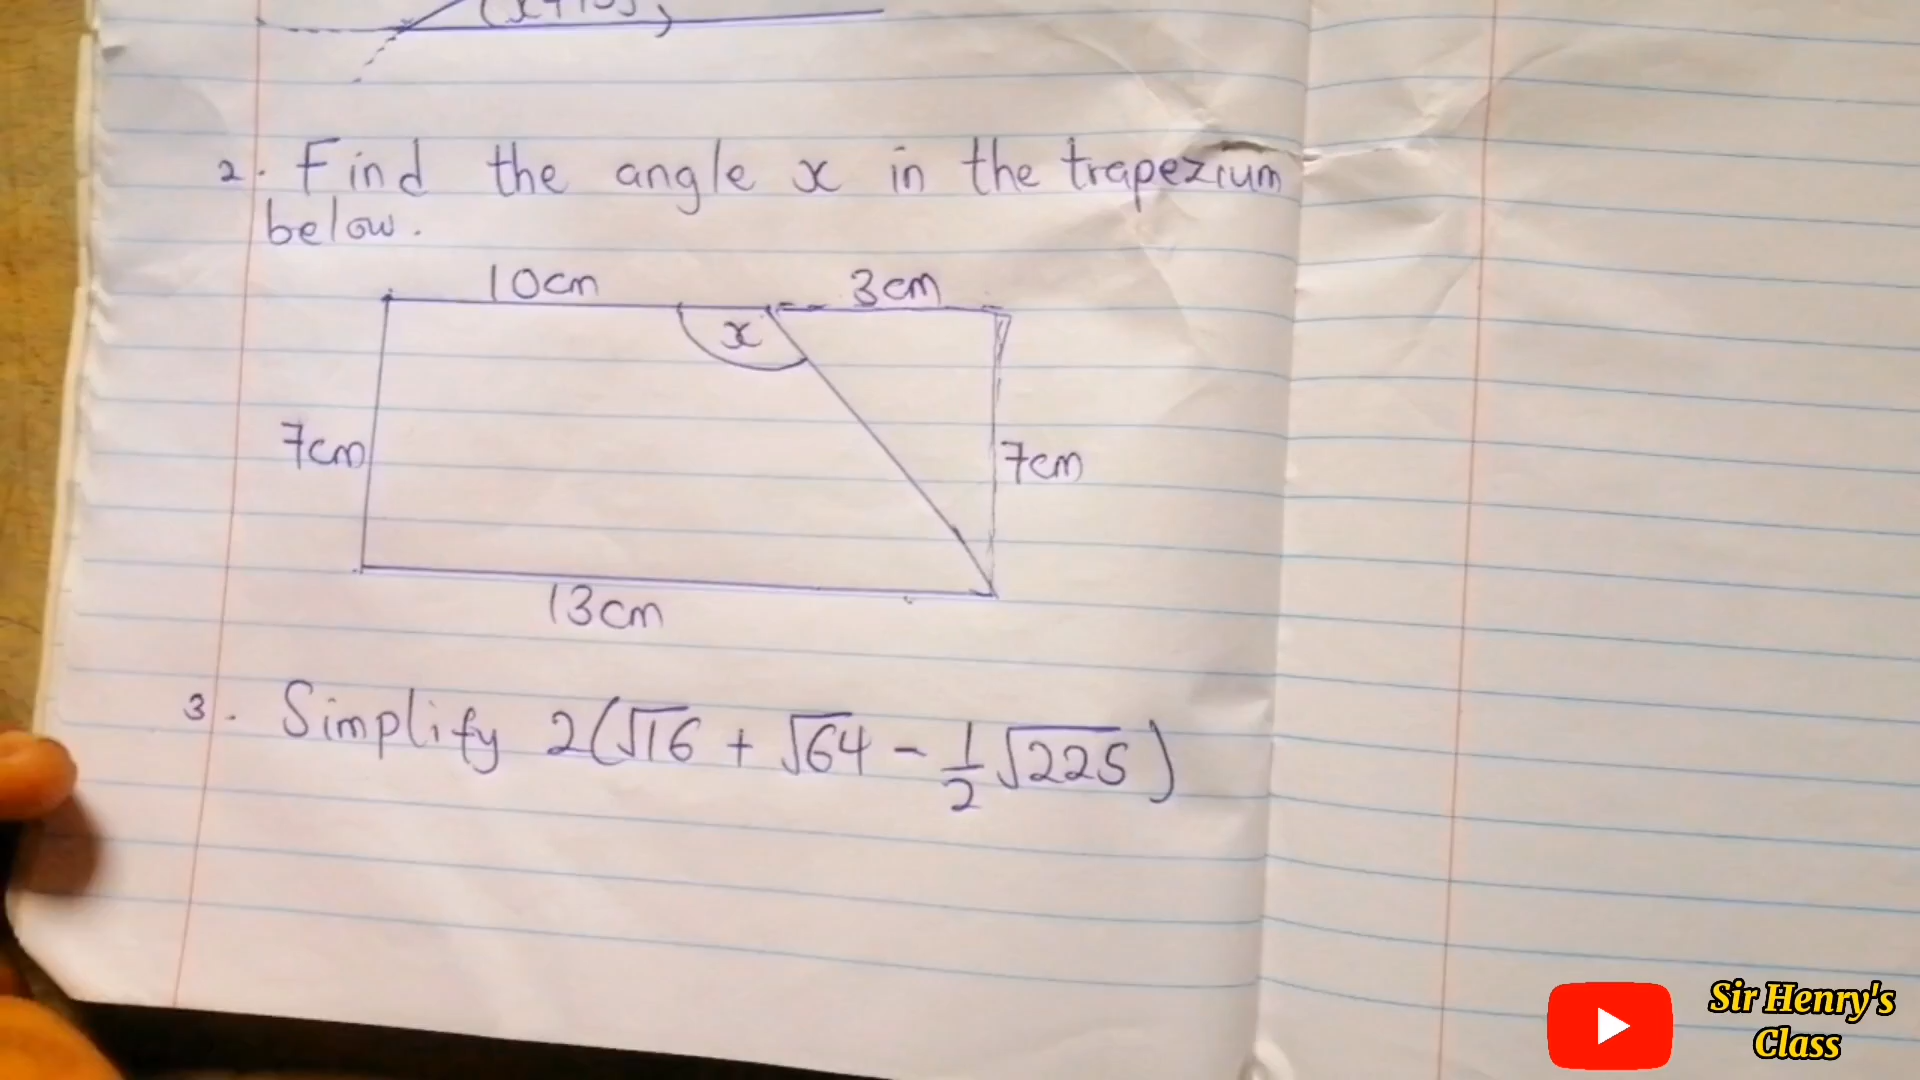 2. Find the angle x in the trapezium
below.
10cm 3cm
x
7cm 7cm
13cm
3. Simplify 2(√16 + √64 - 1/2 √225)
Sir Henry's
Class